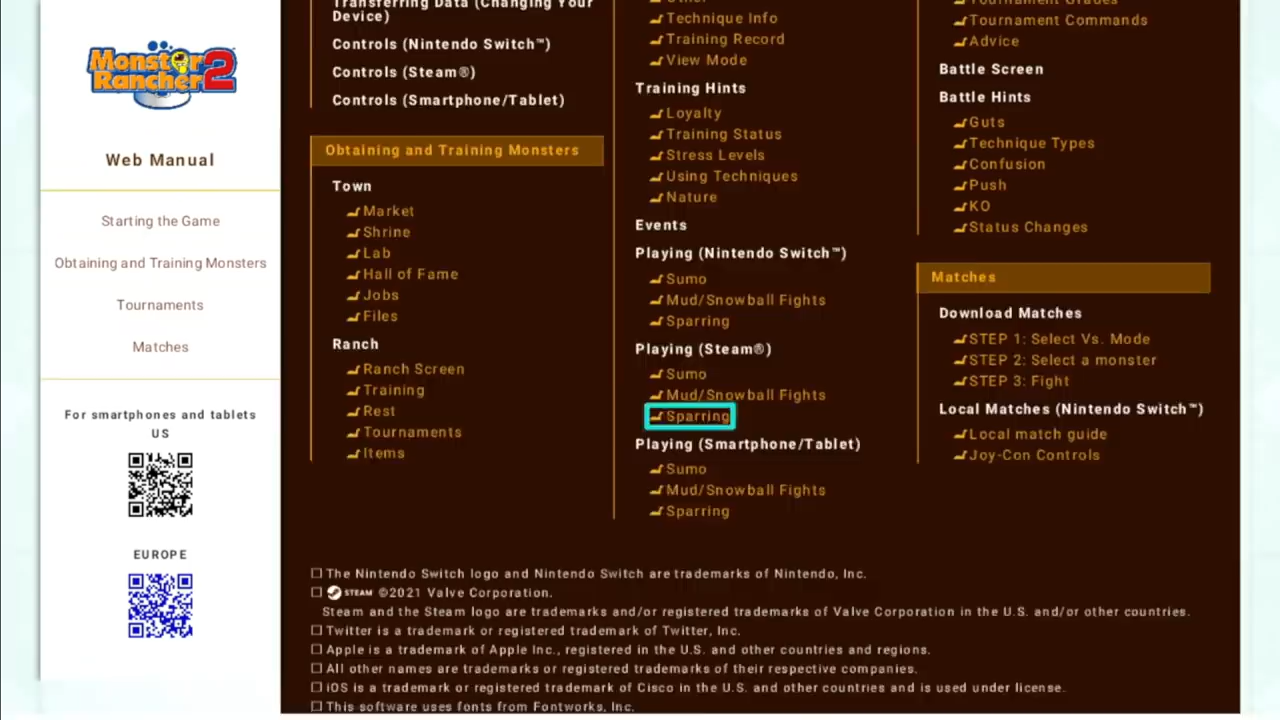 Monster
Rancher 2
Web Manual
Starting the Game
Obtaining and Training Monsters
Tournaments
Matches
For smartphones and tablets
US
EUROPE
Transferring Data (Changing Your
Device)
Controls (Nintendo Switch™)
Controls (Steam®)
Controls (Smartphone/Tablet)
Obtaining and Training Monsters
Town
Market
Shrine
Lab
Hall of Fame
Jobs
Files
Ranch
Ranch Screen
Training
Rest
Tournaments
Items
Technique Info
Training Record
View Mode
Training Hints
Loyalty
Training Status
Stress Levels
Using Techniques
Nature
Events
Playing (Nintendo Switch™)
Sumo
Mud/Snowball Fights
Sparring
Playing (Steam®)
Sumo
Mud/Snowball Fights
Sparring
Playing (Smartphone/Tablet)
Sumo
Mud/Snowball Fights
Sparring
Tournament Grades
Tournament Commands
Advice
Battle Screen
Battle Hints
Guts
Technique Types
Confusion
Push
KO
Status Changes
Matches
Download Matches
STEP 1: Select Vs. Mode
STEP 2: Select a monster
STEP 3: Fight
Local Matches (Nintendo Switch™)
Local match guide
Joy-Con Controls
☐ The Nintendo Switch logo and Nintendo Switch are trademarks of Nintendo, Inc.
☐ STEAM ©2021 Valve Corporation.
Steam and the Steam logo are trademarks and/or registered trademarks of Valve Corporation in the U.S. and/or other countries.
☐ Twitter is a trademark or registered trademark of Twitter, Inc.
☐ Apple is a trademark of Apple Inc., registered in the U.S. and other countries and regions.
☐ All other names are trademarks or registered trademarks of their respective companies.
☐ iOS is a trademark or registered trademark of Cisco in the U.S. and other countries and is used under license.
☐ This software uses fonts from Fontworks, Inc.